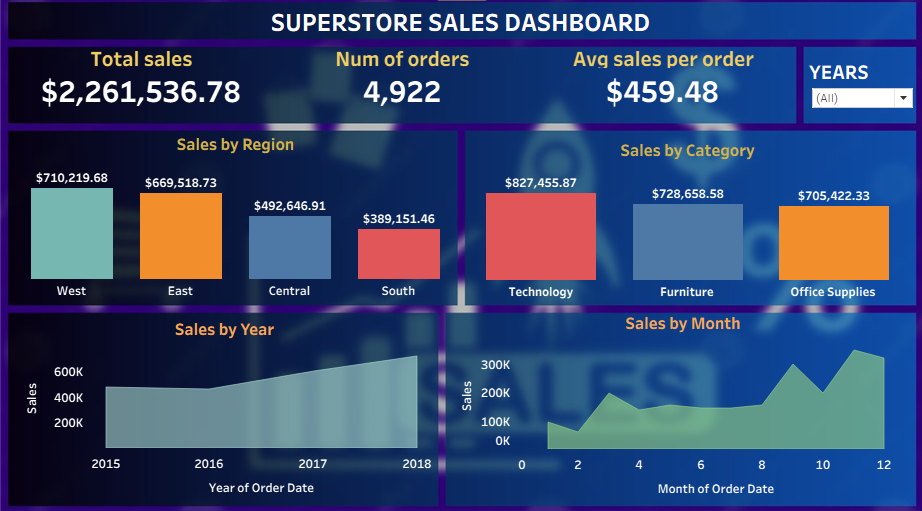 SUPERSTORE SALES DASHBOARD
Total sales
$2,261,536.78
Num of orders
4,922
Avg sales per order
$459.48
YEARS
(All)
Sales by Region
$710,219.68
$669,518.73
$492,646.91
$389,151.46
West
East
Central
South
Sales by Category
$827,455.87
$728,658.58
$705,422.33
Technology
Furniture
Office Supplies
Sales by Year
Sales
600K
400K
200K
2015
2016
2017
2018
Year of Order Date
Sales by Month
Sales
300K
200K
100K
0K
0
2
4
6
8
10
12
Month of Order Date
SALES
$
%